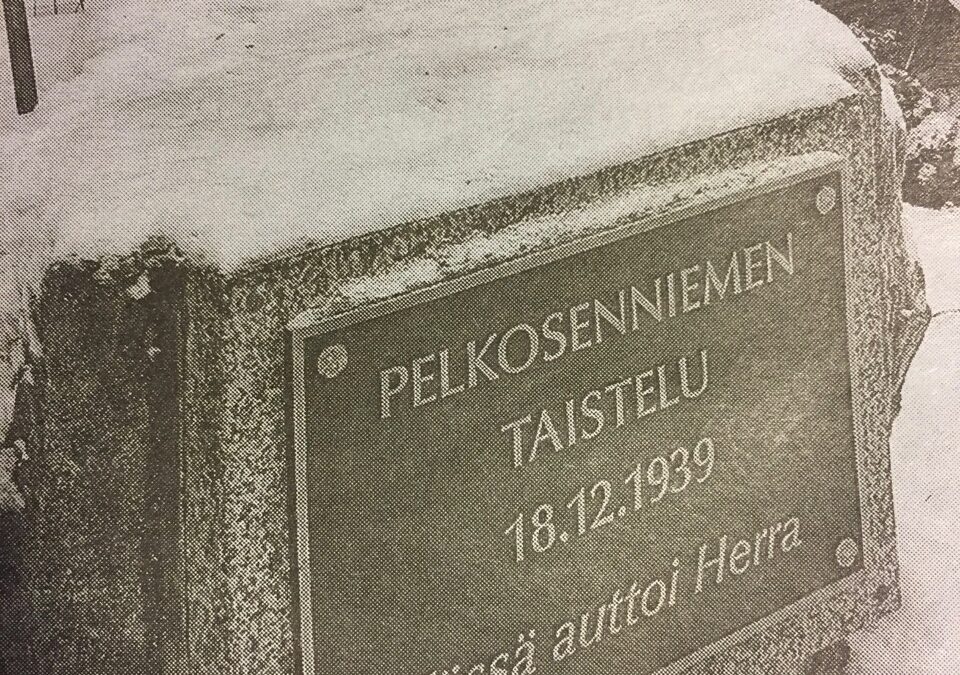 PELKOSENNIEMEN
TAISTELU
18.12.1939
auttoi Herra